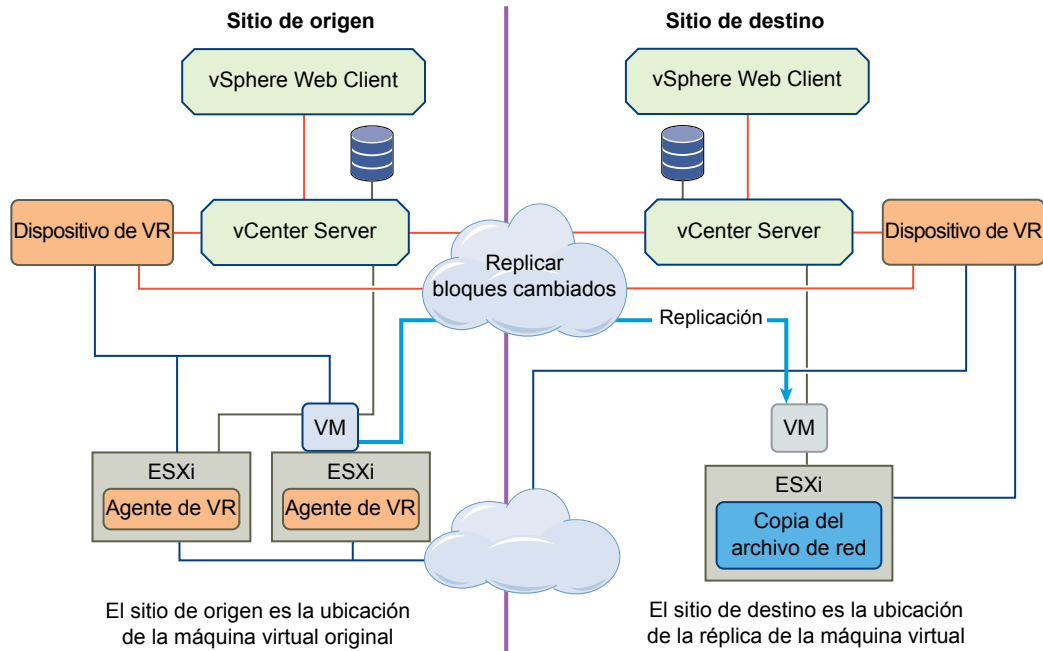 Sitio de origen
Sitio de destino
vSphere Web Client
vSphere Web Client
Dispositivo de VR
vCenter Server
vCenter Server
Dispositivo de VR
Replicar
bloques cambiados
Replicación
VM
VM
ESXi
Agente de VR
ESXi
Agente de VR
ESXi
Copia del
archivo de red
El sitio de origen es la ubicación
de la máquina virtual original
El sitio de destino es la ubicación
de la réplica de la máquina virtual